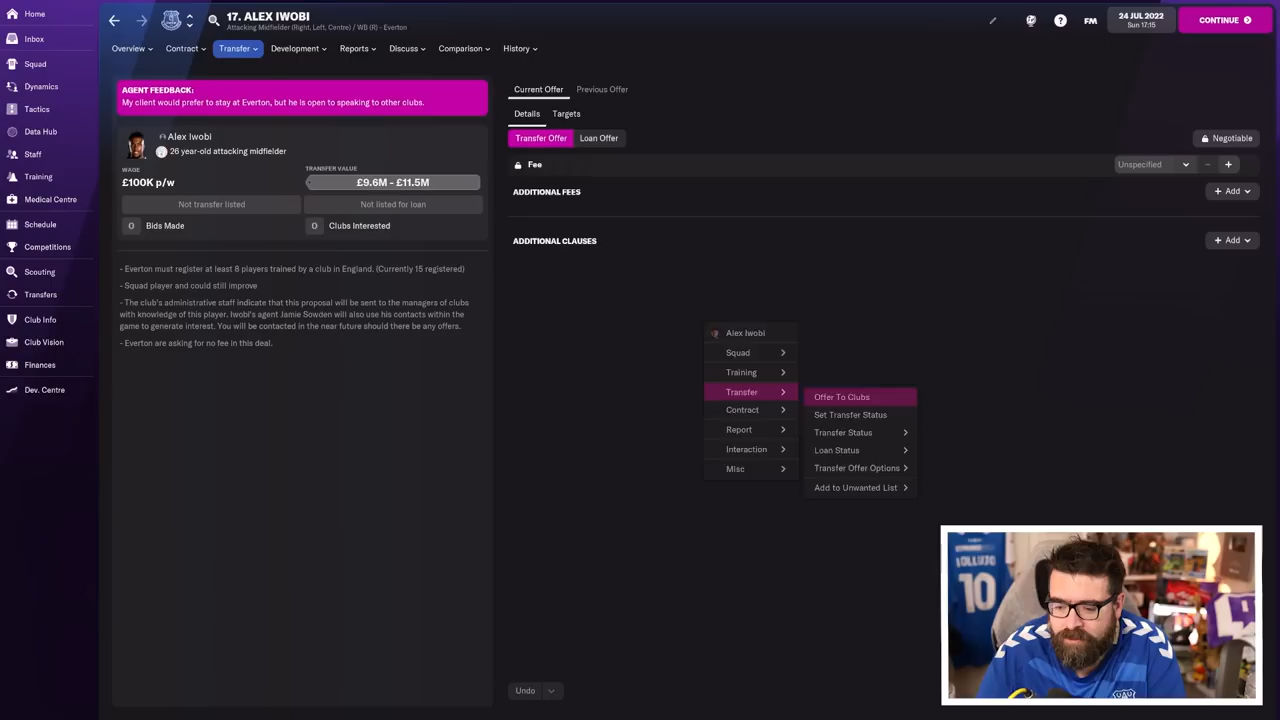 17. ALEX IWOBI
Attacking Midfielder (Right, Left, Centre) / WB (R) - Everton
FM
24 JUL 2022
Sun 17:15
CONTINUE
Home
Inbox
Squad
Dynamics
Tactics
Data Hub
Staff
Training
Medical Centre
Schedule
Competitions
Scouting
Transfers
Club Info
Club Vision
Finances
Dev. Centre
Overview
Contract
Transfer
Development
Reports
Discuss
Comparison
History
AGENT FEEDBACK:
My client would prefer to stay at Everton, but he is open to speaking to other clubs.
Alex Iwobi
26 year-old attacking midfielder
WAGE
£100K p/w
TRANSFER VALUE
£9.6M - £11.5M
Not transfer listed
Not listed for loan
0 Bids Made
0 Clubs Interested
- Everton must register at least 8 players trained by a club in England. (Currently 15 registered)
- Squad player and could still improve
- The club's administrative staff indicate that this proposal will be sent to the managers of clubs
with knowledge of this player. Iwobi's agent Jamie Sowden will also use his contacts within the
game to generate interest. You will be contacted in the near future should there be any offers.
- Everton are asking for no fee in this deal.
Current Offer
Previous Offer
Details
Targets
Transfer Offer
Loan Offer
Negotiable
Fee
Unspecified
ADDITIONAL FEES
Add
ADDITIONAL CLAUSES
Add
Alex Iwobi
Squad
Training
Transfer
Contract
Report
Interaction
Misc
Offer To Clubs
Set Transfer Status
Transfer Status
Loan Status
Transfer Offer Options
Add to Unwanted List
Undo
10